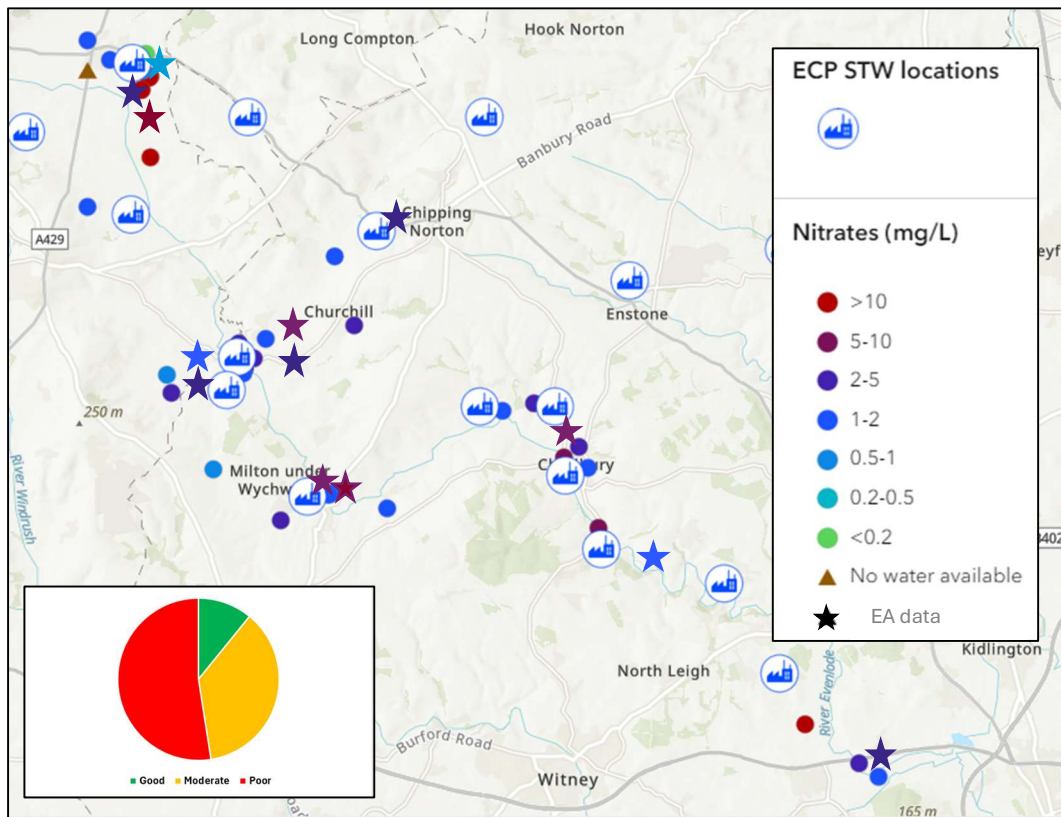 Long Compton
Hook Norton
Banbury Road
Chipping
Norton
A429
Churchill
Enstone
250 m
River Windrush
Milton under
Wychw
North Leigh
Burford Road
Witney
River Evenlode
Kidlington
165 m
ECP STW locations
Nitrates (mg/L)
>10
5-10
2-5
1-2
0.5-1
0.2-0.5
<0.2
No water available
EA data
Good
Moderate
Poor